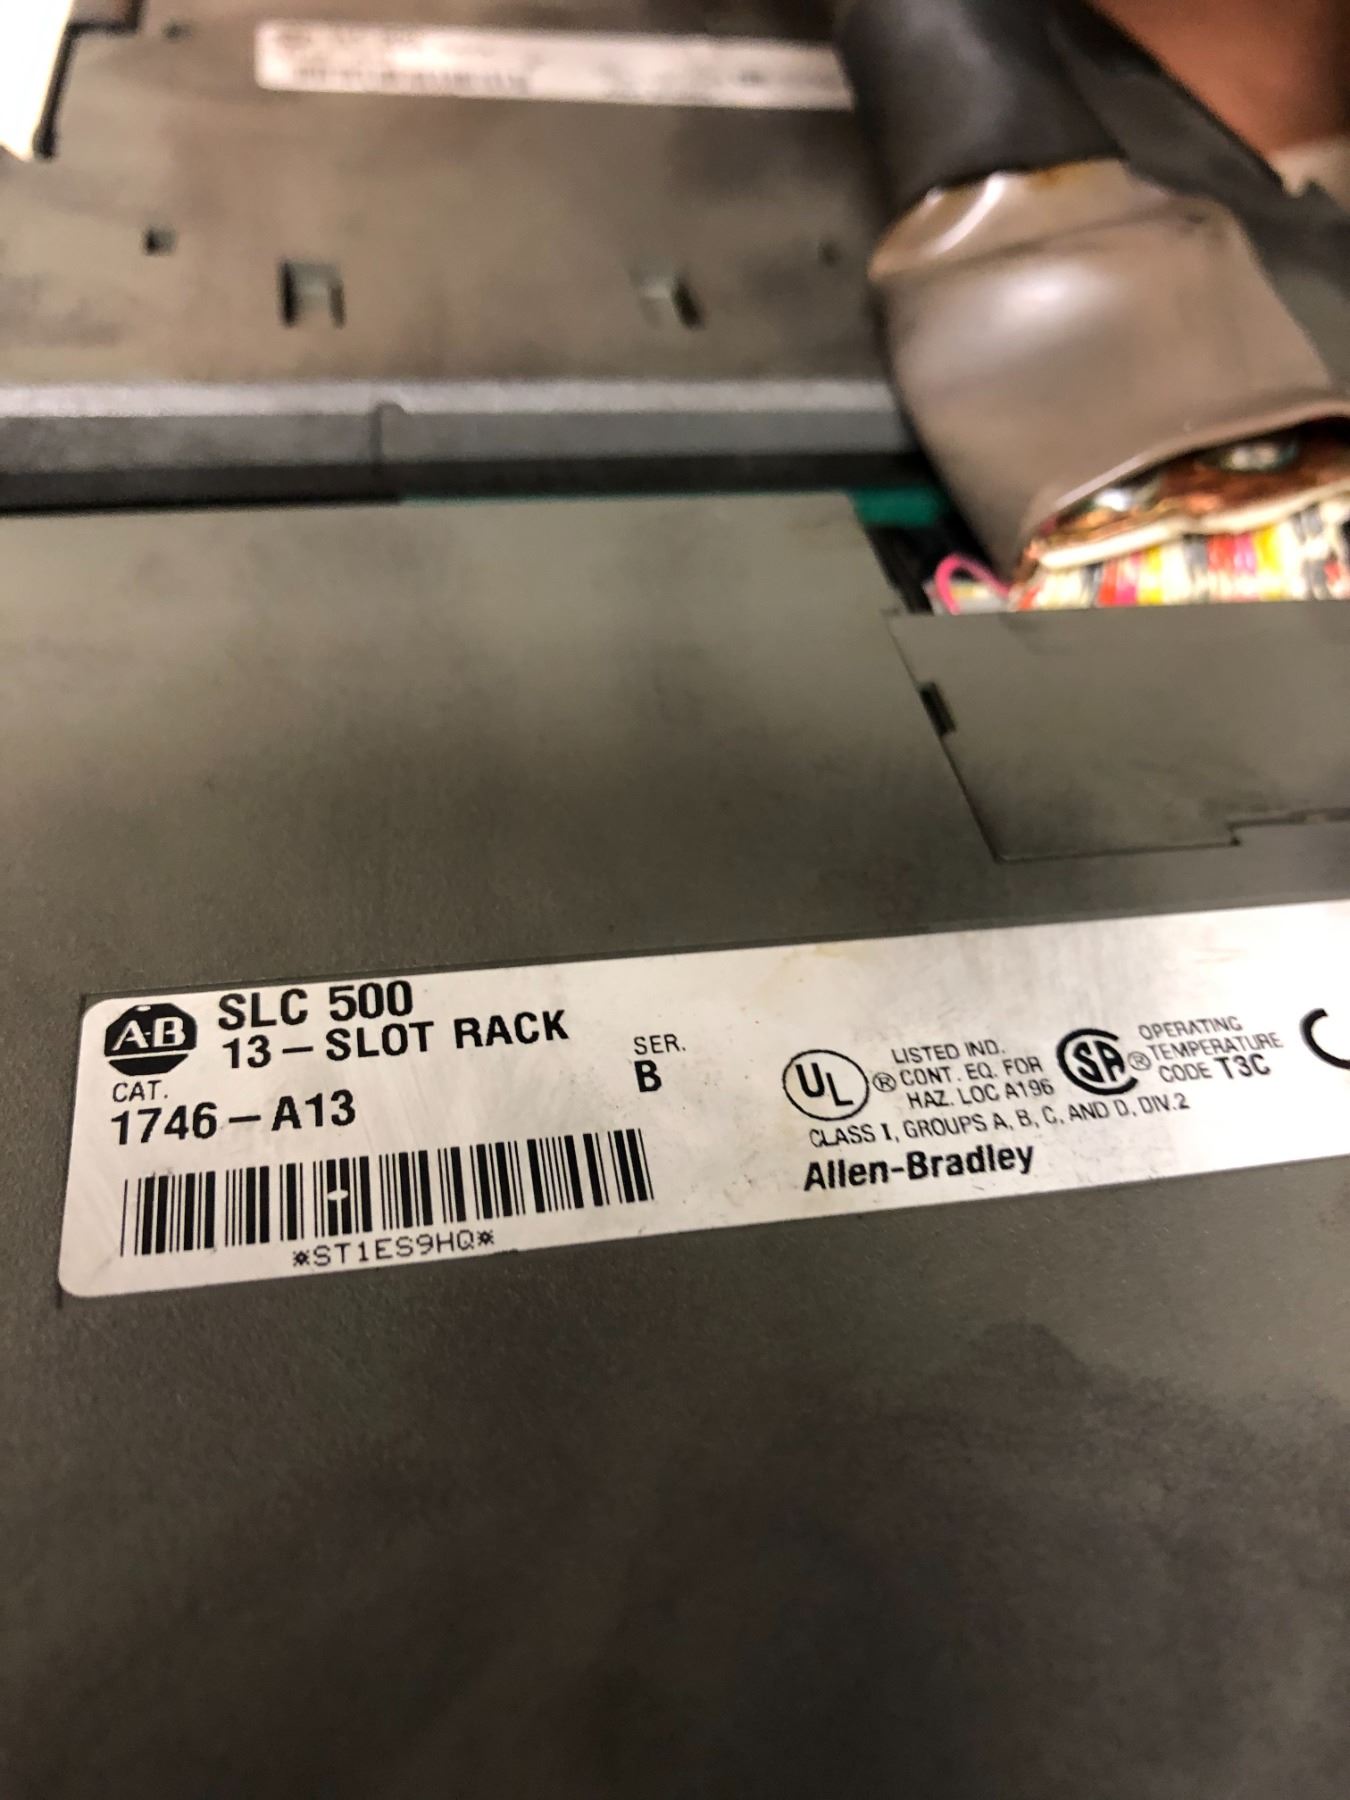 A-B SLC 500
13-SLOT RACK
CAT.
1746-A13
SER.
B
*ST1ES9HQ*
UL ® LISTED IND.
CONT. EQ. FOR
HAZ. LOC A196
SA ® OPERATING
TEMPERATURE
CODE T3C
CLASS I, GROUPS A, B, C, AND D, DIV.2
Allen-Bradley